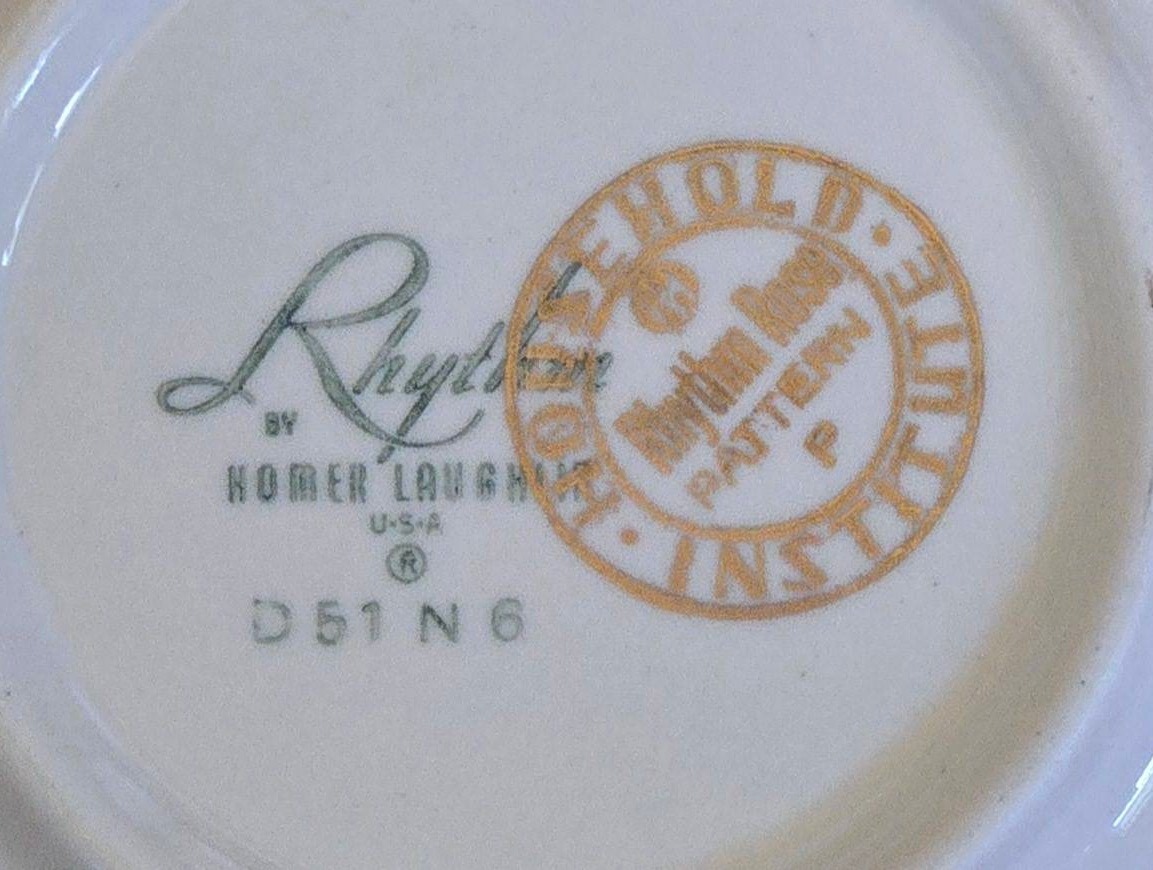 Rhythm
BY
HOMER LAUGHLIN
U·S·A
®
D51N6
HOUSEHOLD · INSTITUTE ·
Rhythm Rose
PATTERN
P